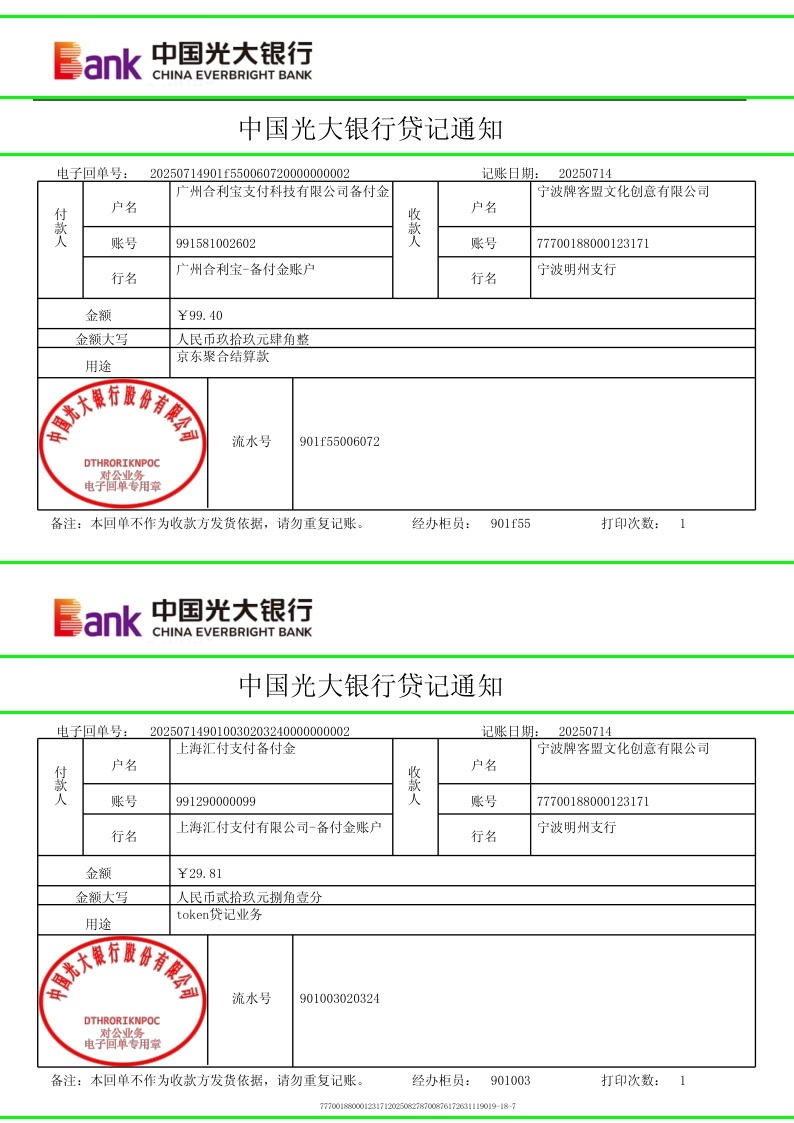 Bank 中国光大银行
CHINA EVERBRIGHT BANK
中国光大银行贷记通知
电子回单号： 20250714901f550060720000000002 记账日期： 20250714
付款人 户名 广州合利宝支付科技有限公司备付金 收款人 户名 宁波牌客盟文化创意有限公司
账号 991581002602 账号 77700188000123171
行名 广州合利宝-备付金账户 行名 宁波明州支行
金额 ￥99.40
金额大写 人民币玖拾玖元肆角整
用途 京东聚合结算款
中国光大银行股份有限公司
DTHRORIKNPOC
对公业务
电子回单专用章
流水号 901f55006072
备注：本回单不作为收款方发货依据，请勿重复记账。 经办柜员： 901f55 打印次数： 1
Bank 中国光大银行
CHINA EVERBRIGHT BANK
中国光大银行贷记通知
电子回单号： 202507149010030203240000000002 记账日期： 20250714
付款人 户名 上海汇付支付备付金 收款人 户名 宁波牌客盟文化创意有限公司
账号 991290000099 账号 77700188000123171
行名 上海汇付支付有限公司-备付金账户 行名 宁波明州支行
金额 ￥29.81
金额大写 人民币贰拾玖元捌角壹分
用途 token贷记业务
中国光大银行股份有限公司
DTHRORIKNPOC
对公业务
电子回单专用章
流水号 901003020324
备注：本回单不作为收款方发货依据，请勿重复记账。 经办柜员： 901003 打印次数： 1
77700188000123171202508278700876172631119019-18-7